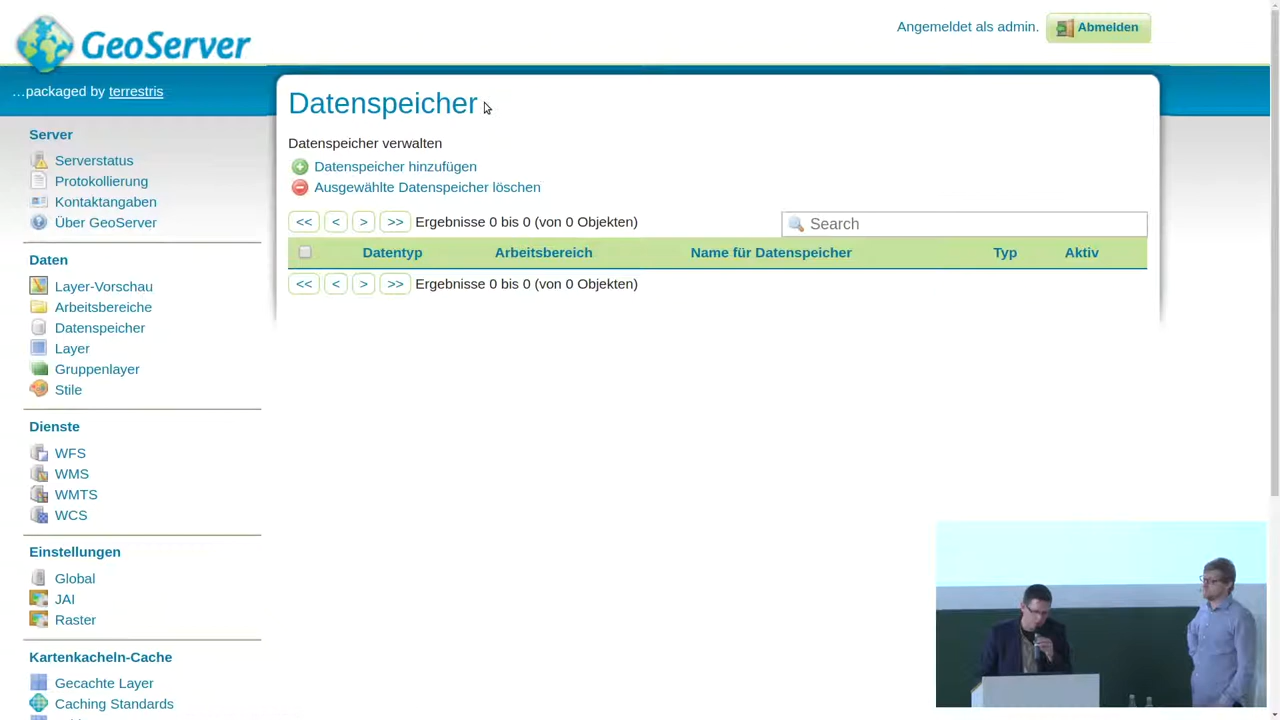 GeoServer
Angemeldet als admin.
Abmelden
…packaged by terrestris
Server
Serverstatus
Protokollierung
Kontaktangaben
Über GeoServer
Daten
Layer-Vorschau
Arbeitsbereiche
Datenspeicher
Layer
Gruppenlayer
Stile
Dienste
WFS
WMS
WMTS
WCS
Einstellungen
Global
JAI
Raster
Kartenkacheln-Cache
Gecachte Layer
Caching Standards
Datenspeicher
Datenspeicher verwalten
Datenspeicher hinzufügen
Ausgewählte Datenspeicher löschen
<< < > >> Ergebnisse 0 bis 0 (von 0 Objekten)
Search
Datentyp Arbeitsbereich Name für Datenspeicher Typ Aktiv
<< < > >> Ergebnisse 0 bis 0 (von 0 Objekten)